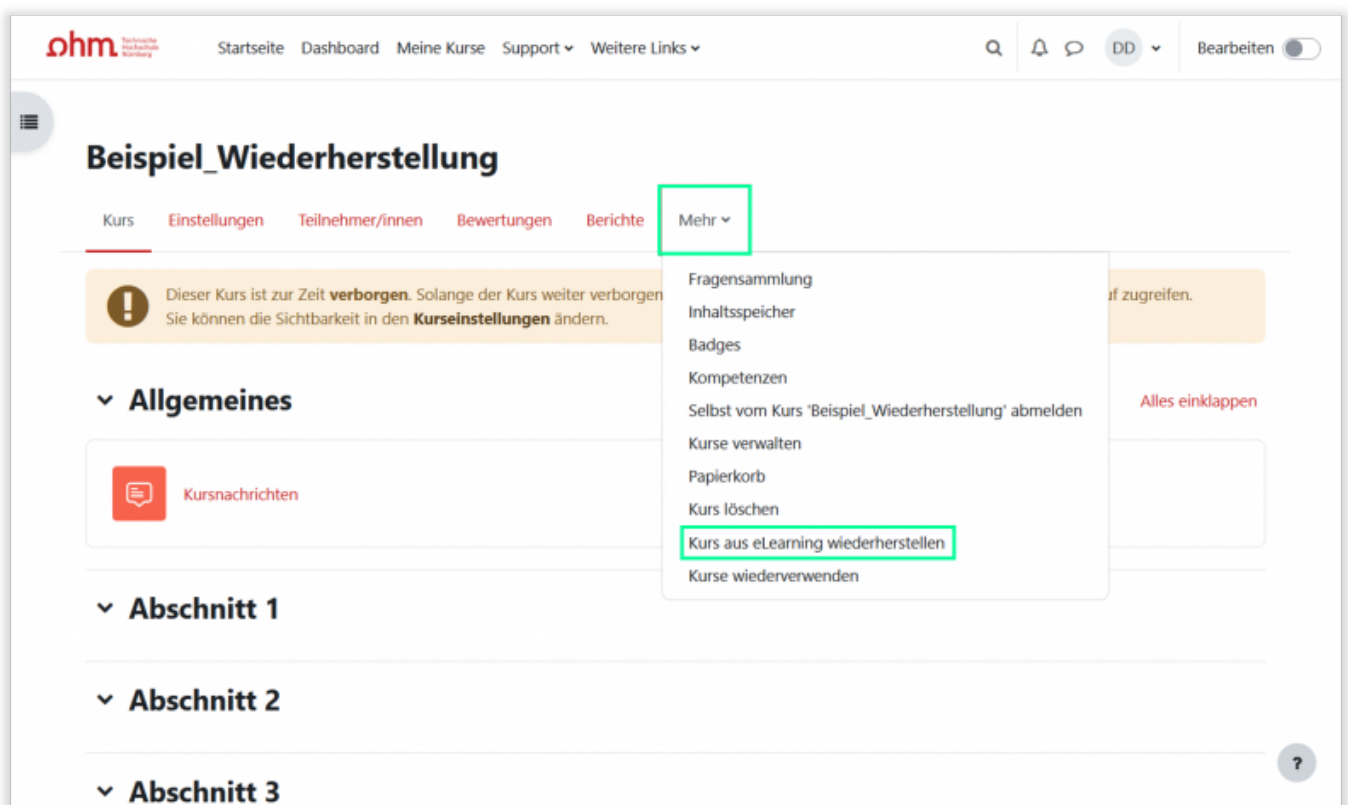 ohm Technische
Hochschule
Nürnberg
Startseite Dashboard Meine Kurse Support Weitere Links DD Bearbeiten
Beispiel_Wiederherstellung
Kurs Einstellungen Teilnehmer/innen Bewertungen Berichte Mehr
Dieser Kurs ist zur Zeit verborgen. Solange der Kurs weiter verborgen
uf zugreifen.
Sie können die Sichtbarkeit in den Kurseinstellungen ändern.
Fragensammlung
Inhaltsspeicher
Badges
Kompetenzen
Selbst vom Kurs 'Beispiel_Wiederherstellung' abmelden
Kurse verwalten
Papierkorb
Kurs löschen
Kurs aus eLearning wiederherstellen
Kurse wiederverwenden
Allgemeines
Alles einklappen
Kursnachrichten
Abschnitt 1
Abschnitt 2
Abschnitt 3
?